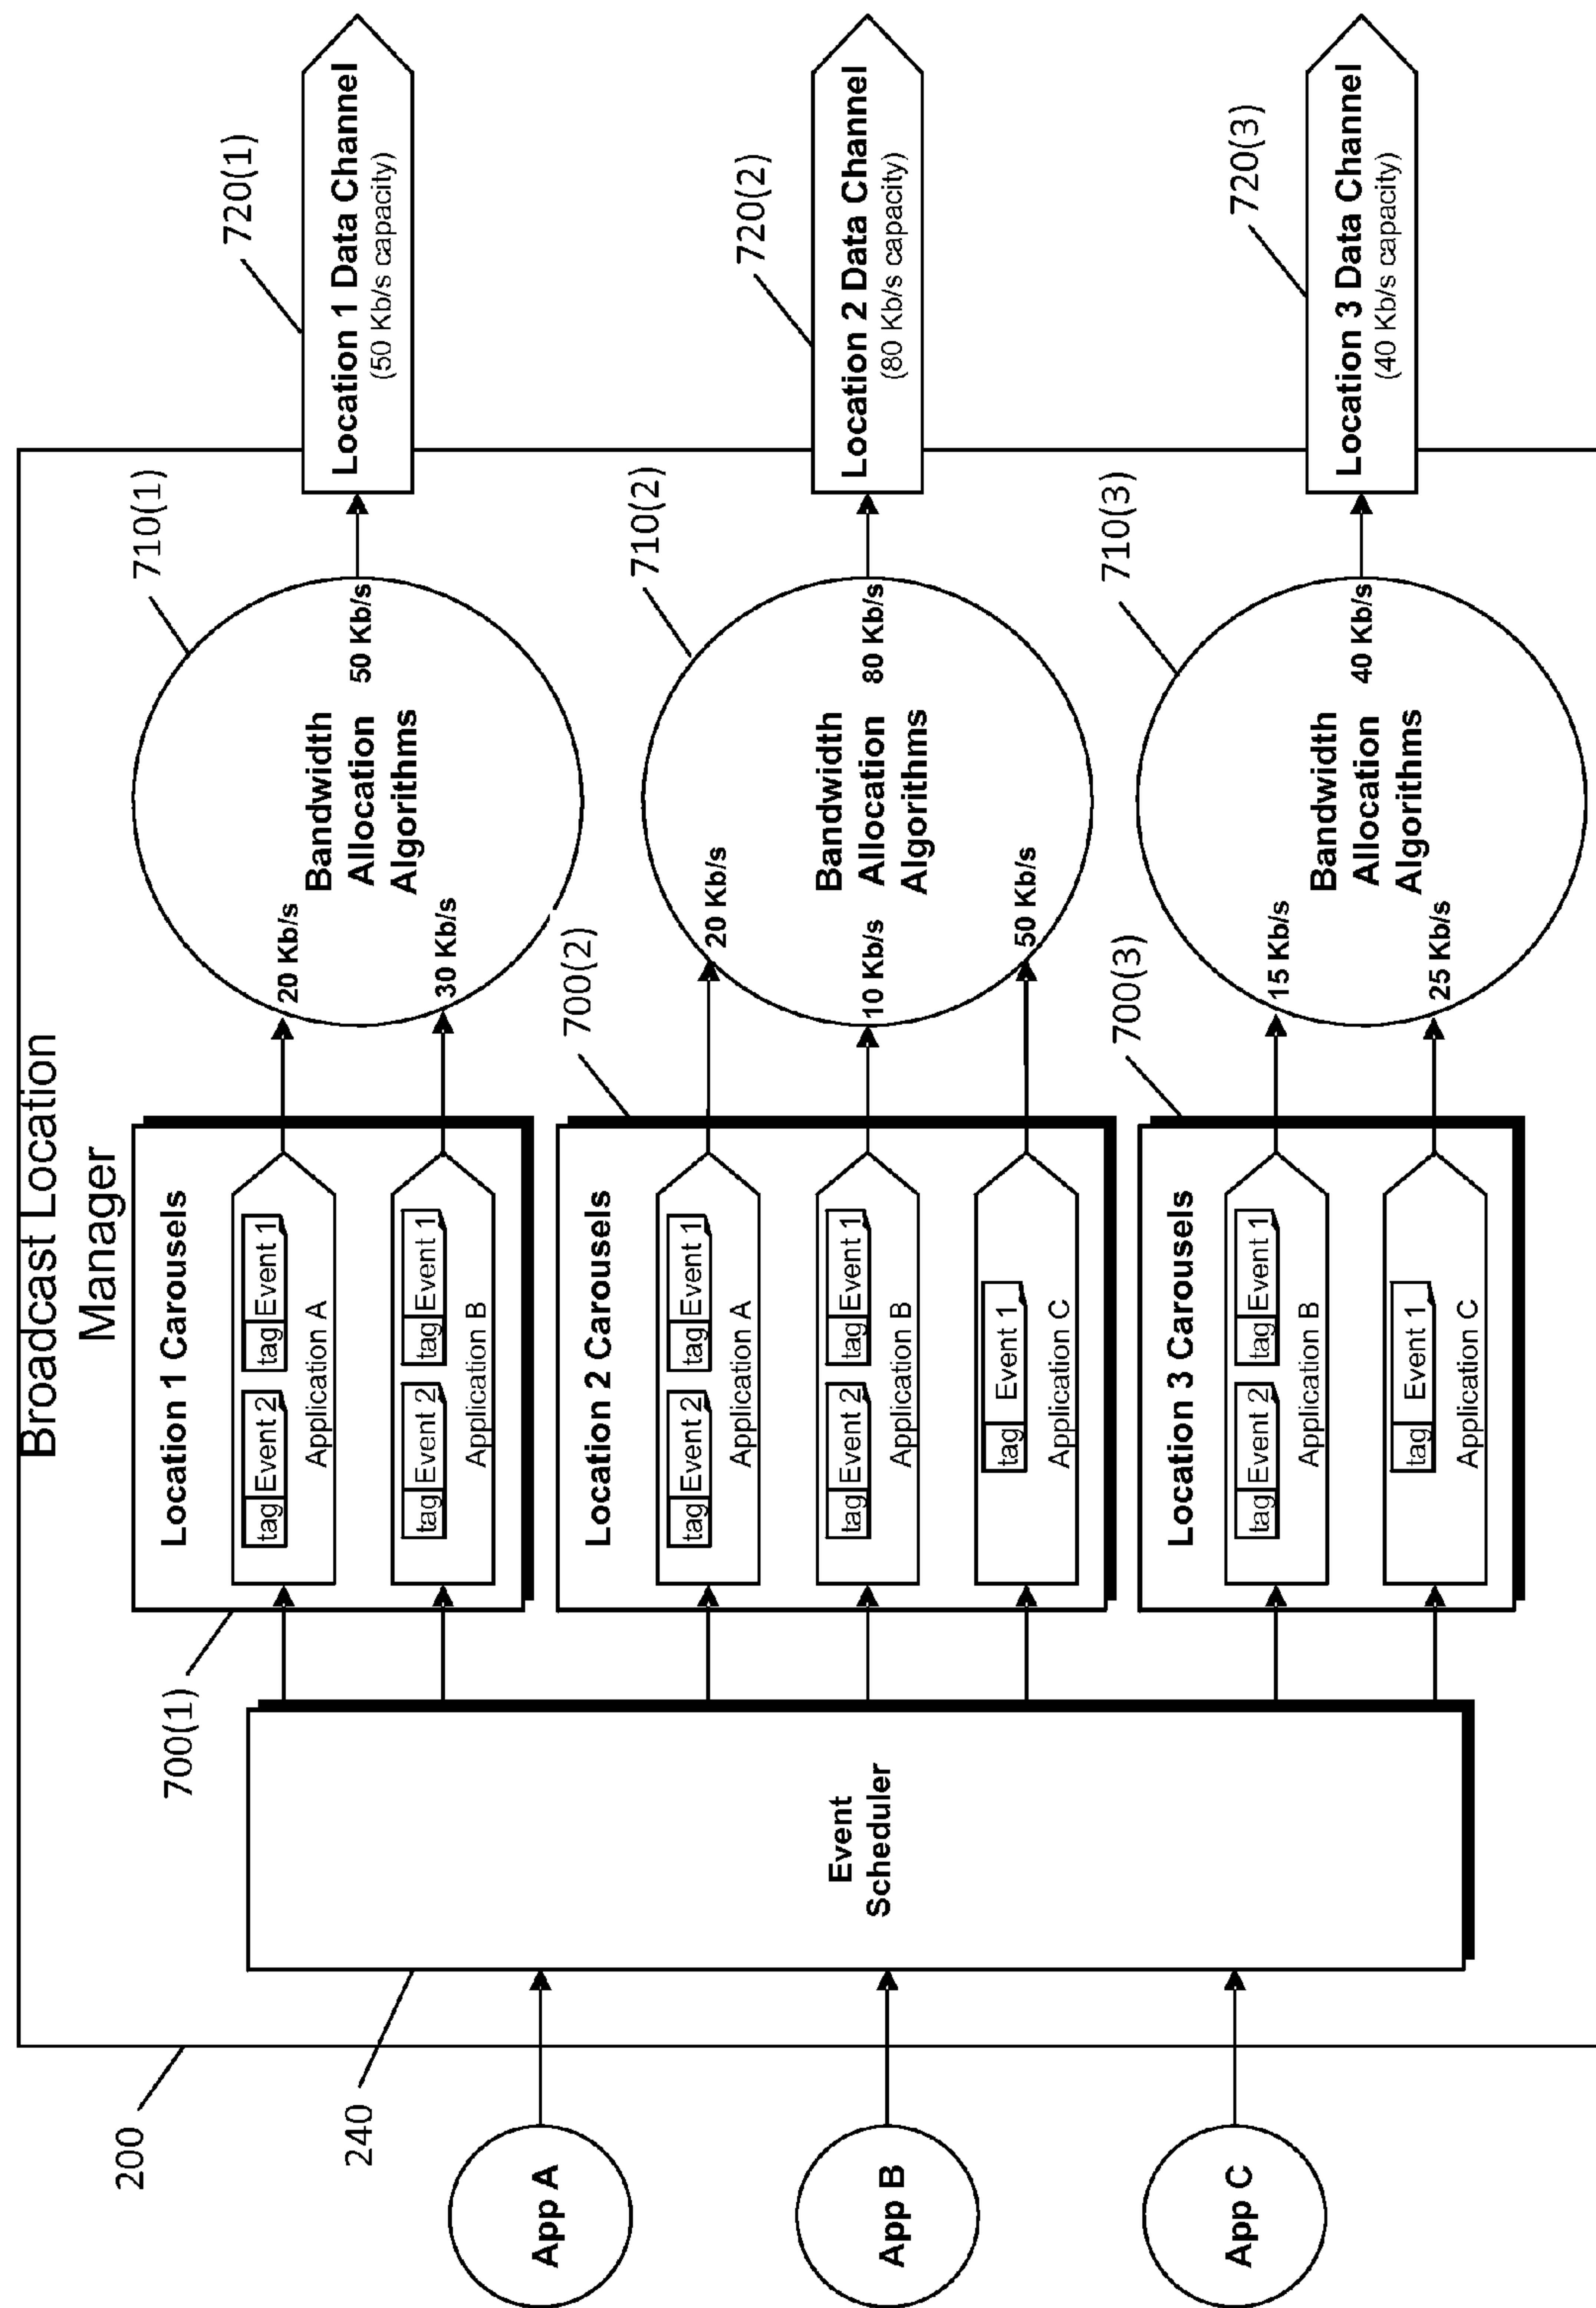 Broadcast Location
Manager
200
240
App A
App B
App C
Event
Scheduler
700(1)
Location 1 Carousels
tag Event 2 tag Event 1
Application A
tag Event 2 tag Event 1
Application B
20 Kb/s
30 Kb/s
Bandwidth
Allocation 50 Kb/s
Algorithms
710(1)
Location 1 Data Channel
(50 Kb/s capacity)
720(1)
700(2)
Location 2 Carousels
tag Event 2 tag Event 1
Application A
tag Event 2 tag Event 1
Application B
tag Event 1
Application C
20 Kb/s
10 Kb/s
50 Kb/s
Bandwidth
Allocation 80 Kb/s
Algorithms
710(2)
Location 2 Data Channel
(80 Kb/s capacity)
720(2)
700(3)
Location 3 Carousels
tag Event 2 tag Event 1
Application B
tag Event 1
Application C
15 Kb/s
25 Kb/s
Bandwidth
Allocation 40 Kb/s
Algorithms
710(3)
Location 3 Data Channel
(40 Kb/s capacity)
720(3)